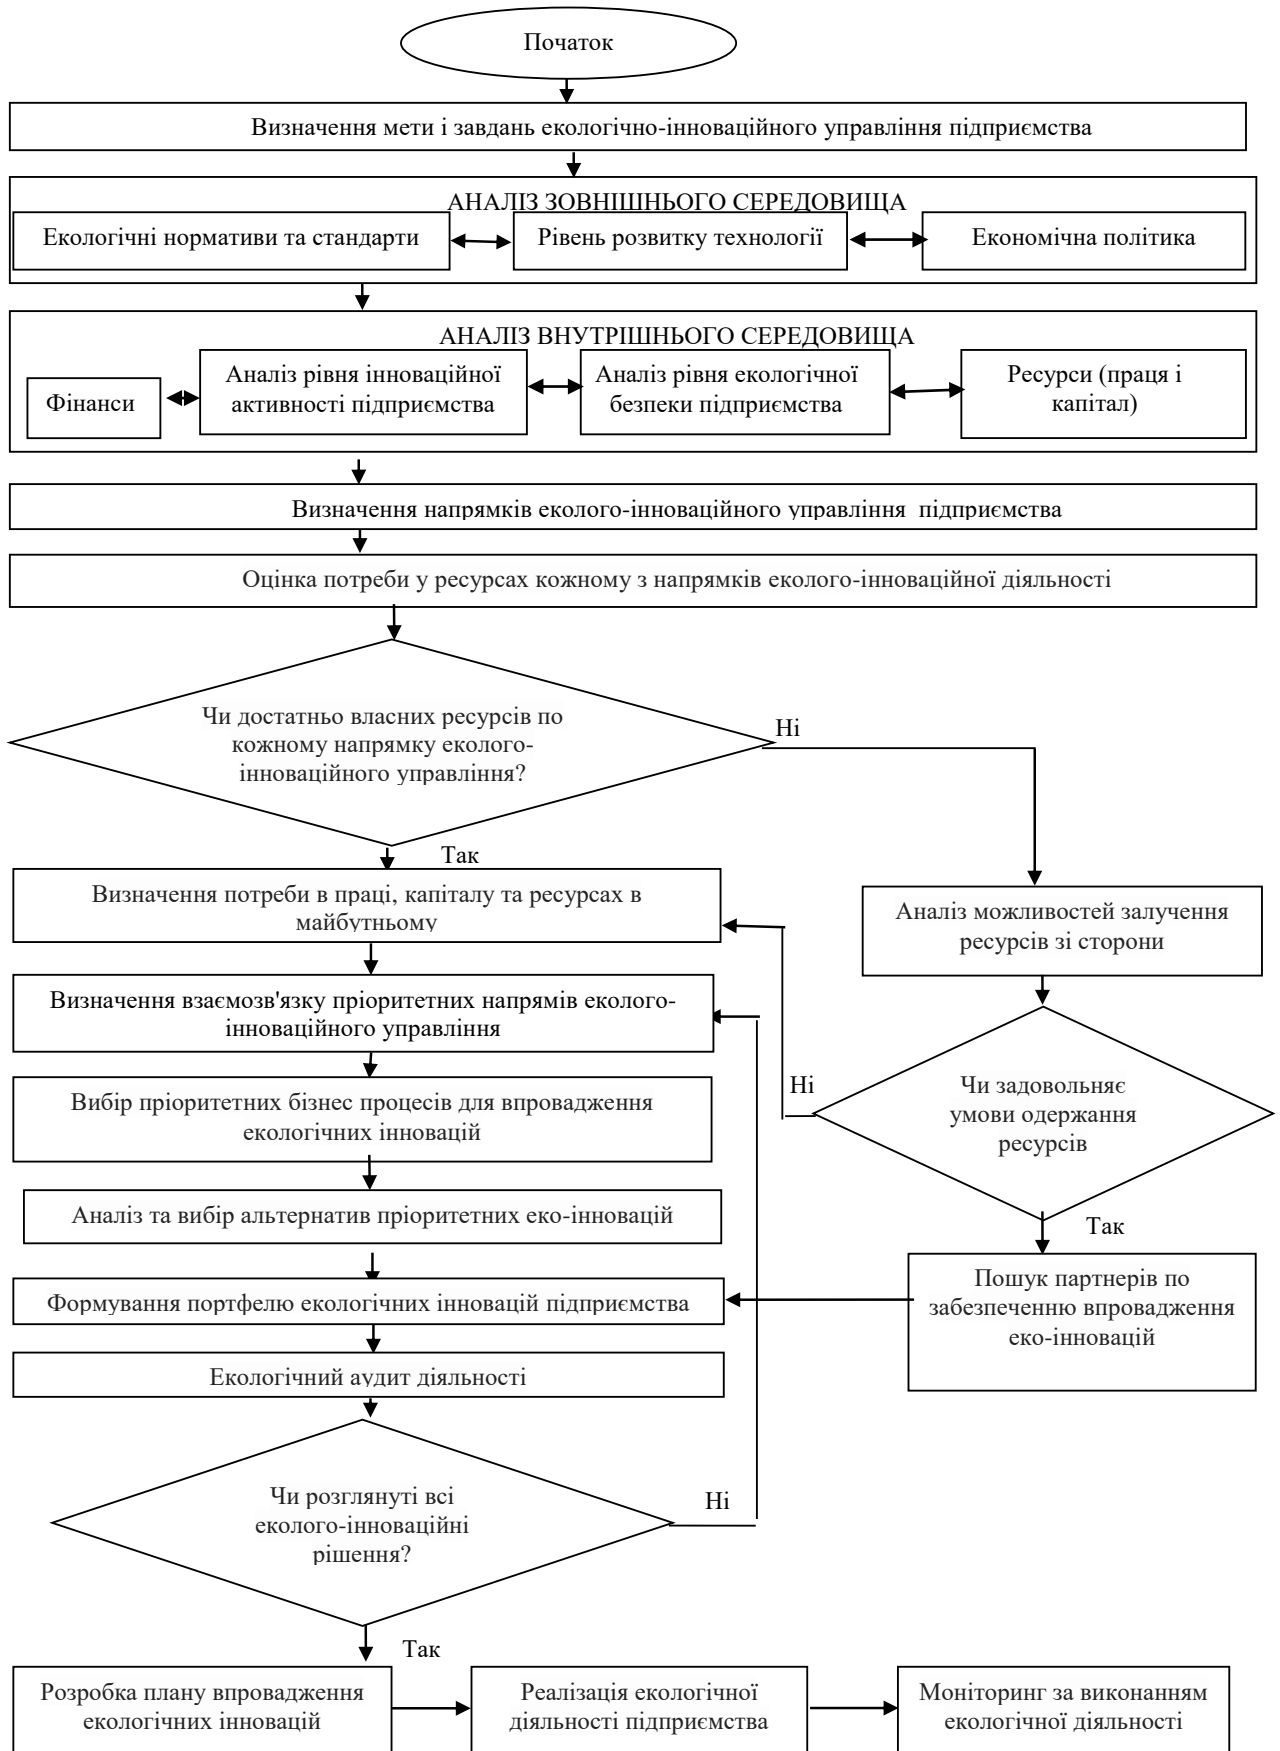 Початок
Визначення мети і завдань екологічно-інноваційного управління підприємства
АНАЛІЗ ЗОВНІШНЬОГО СЕРЕДОВИЩА
Екологічні нормативи та стандарти
Рівень розвитку технології
Економічна політика
АНАЛІЗ ВНУТРІШНЬОГО СЕРЕДОВИЩА
Фінанси
Аналіз рівня інноваційної
активності підприємства
Аналіз рівня екологічної
безпеки підприємства
Ресурси (праця і
капітал)
Визначення напрямків еколого-інноваційного управління підприємства
Оцінка потреби у ресурсах кожному з напрямків еколого-інноваційної діяльності
Чи достатньо власних ресурсів по
кожному напрямку еколого-
інноваційного управління?
Ні
Так
Визначення потреби в праці, капіталу та ресурсах в
майбутньому
Аналіз можливостей залучення
ресурсів зі сторони
Визначення взаємозв'язку пріоритетних напрямів еколого-
інноваційного управління
Ні
Чи задовольняє
умови одержання
ресурсів
Вибір пріоритетних бізнес процесів для впровадження
екологічних інновацій
Аналіз та вибір альтернатив пріоритетних еко-інновацій
Так
Пошук партнерів по
забезпеченню впровадження
еко-інновацій
Формування портфелю екологічних інновацій підприємства
Екологічний аудит діяльності
Чи розглянуті всі
еколого-інноваційні
рішення?
Ні
Так
Розробка плану впровадження
екологічних інновацій
Реалізація екологічної
діяльності підприємства
Моніторинг за виконанням
екологічної діяльності